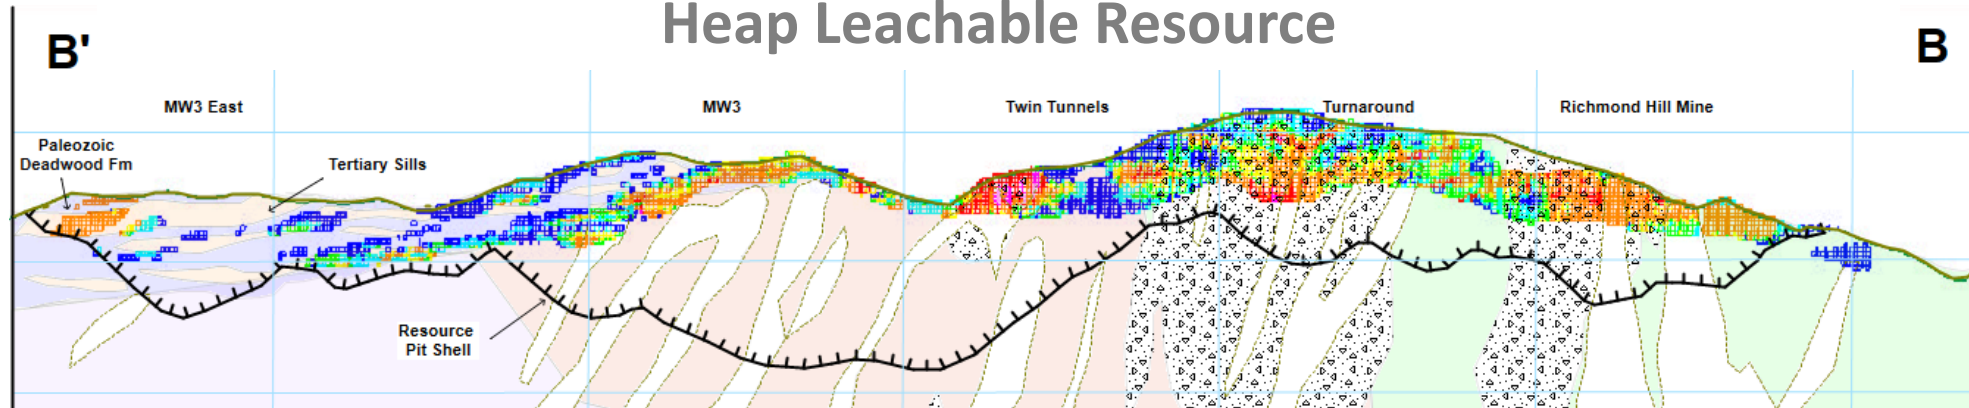 Heap Leachable Resource
B'
B
MW3 East
MW3
Twin Tunnels
Turnaround
Richmond Hill Mine
Paleozoic
Deadwood Fm
Tertiary Sills
Resource
Pit Shell